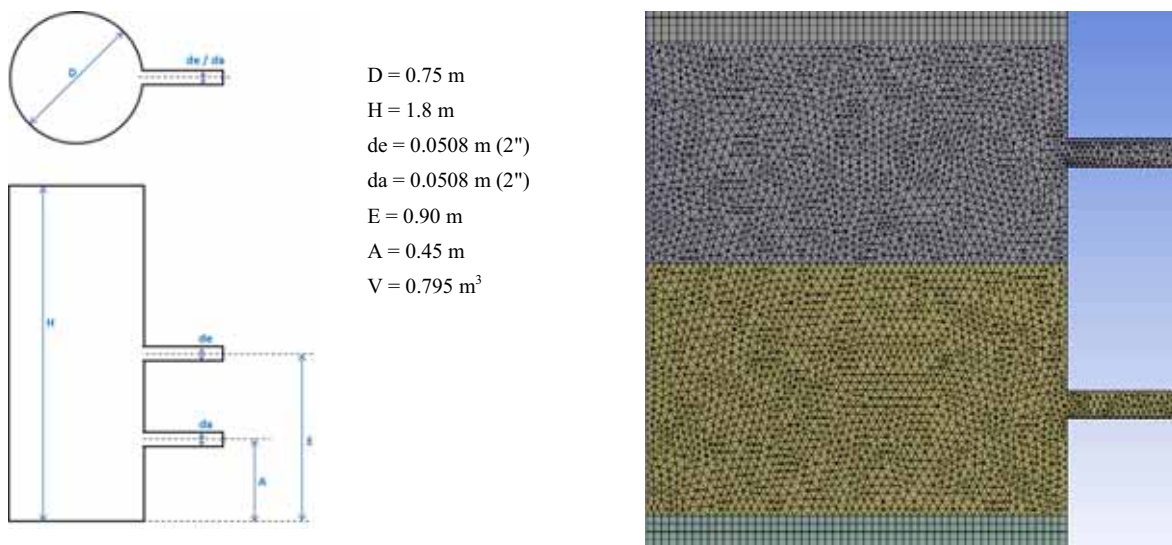 D
de / da
D = 0.75 m
H = 1.8 m
de = 0.0508 m (2")
da = 0.0508 m (2")
E = 0.90 m
A = 0.45 m
V = 0.795 m³
H
de
da
E
A